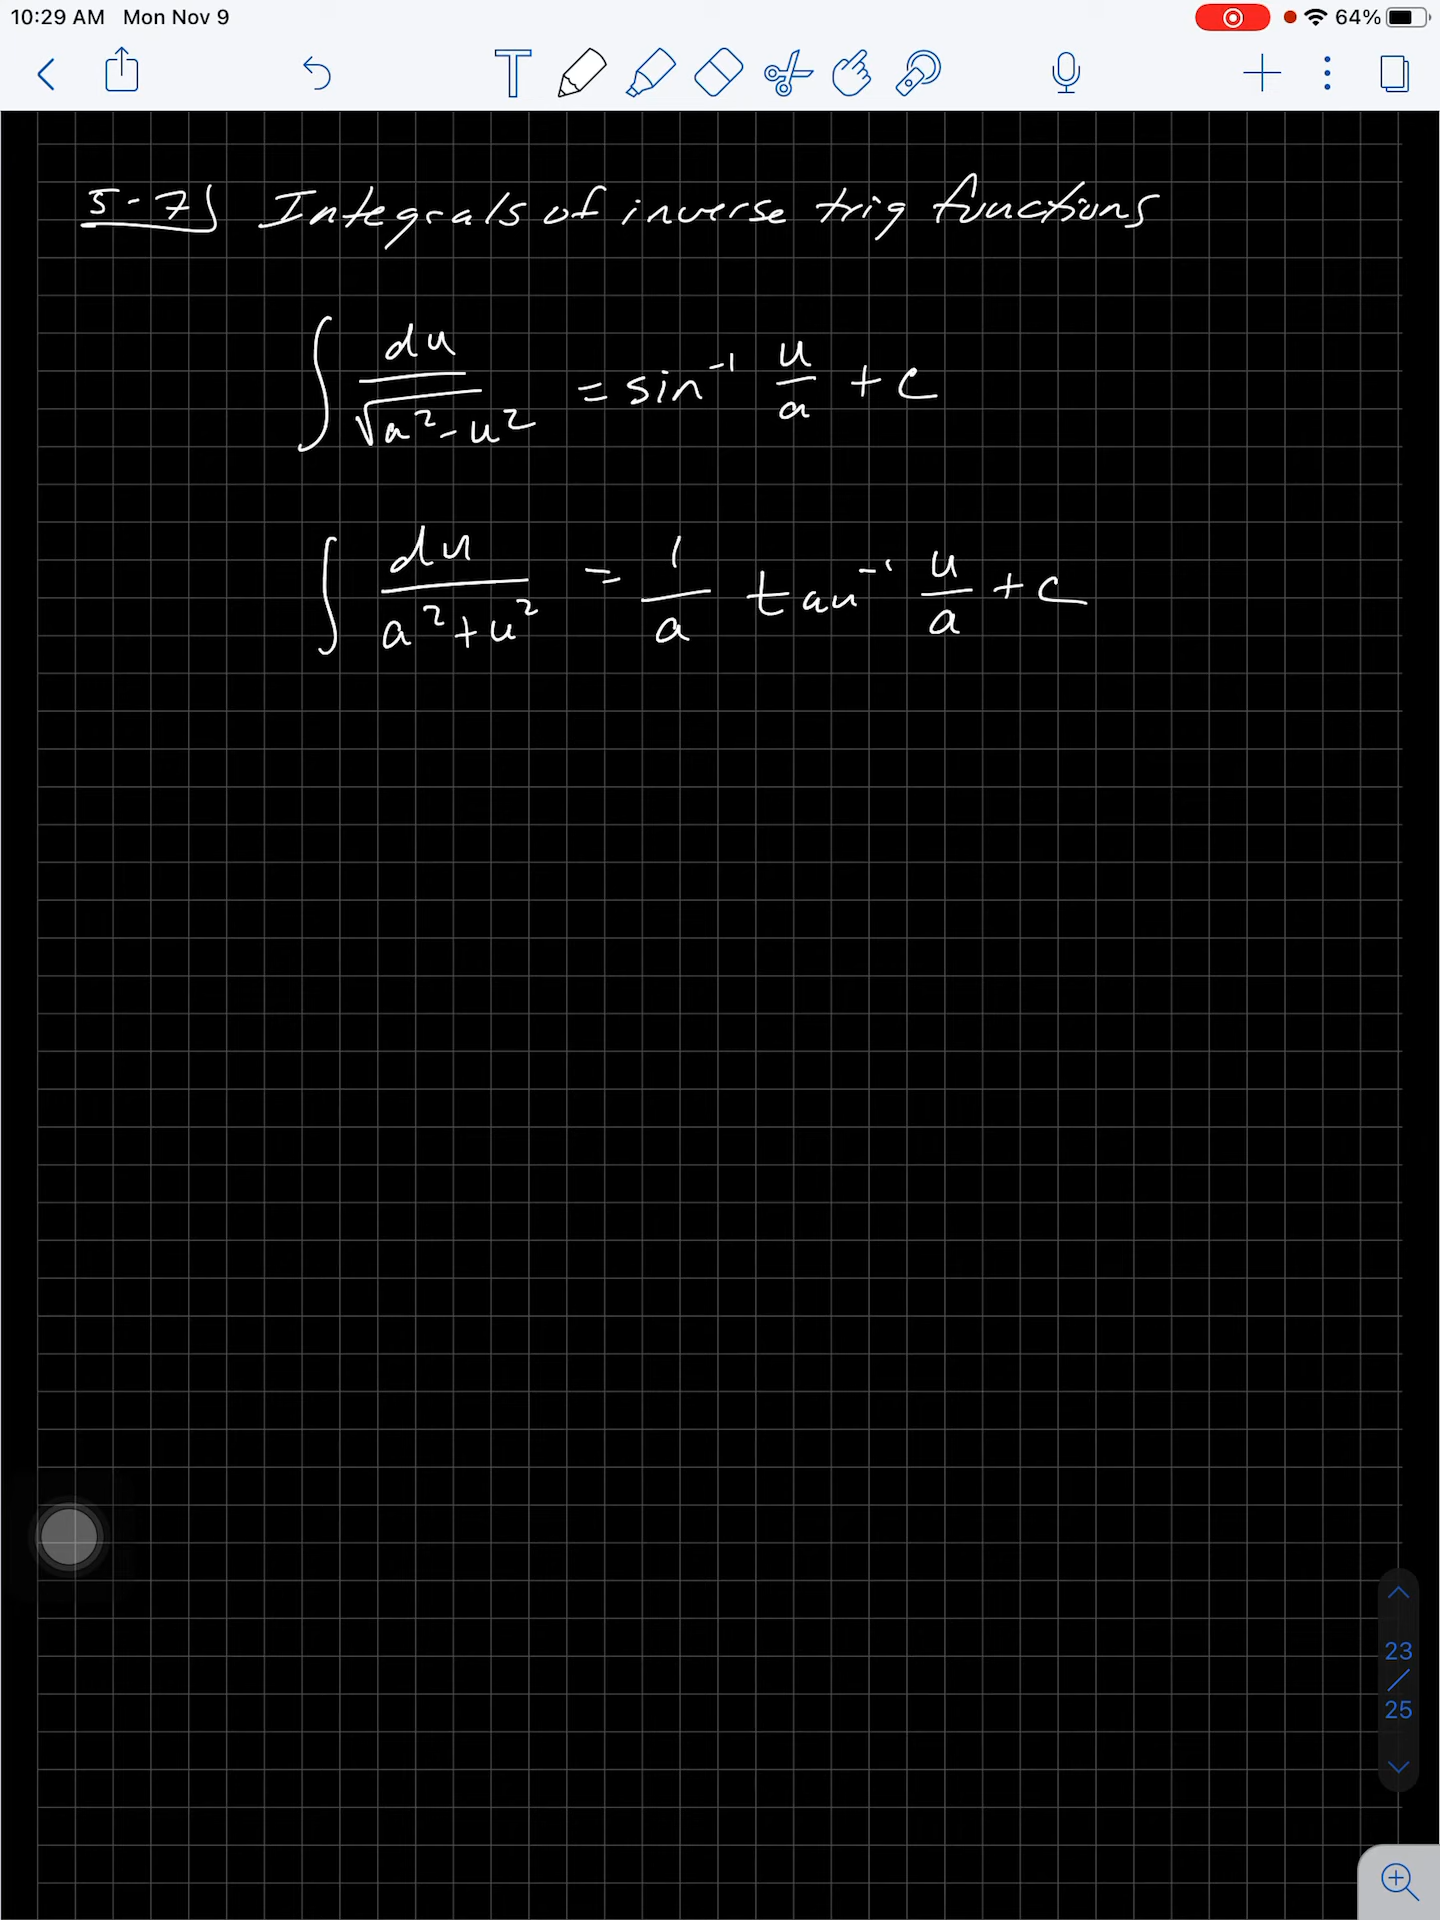 10:29 AM Mon Nov 9 64%
T
5-7) Integrals of inverse trig functions
∫ du / √a² - u² = sin⁻¹ u/a + c
∫ du / a² + u² = 1/a tan⁻¹ u/a + c
23
/
25